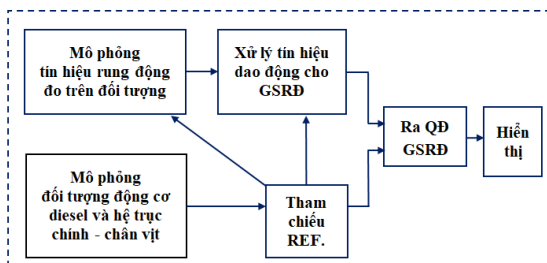 Mô phỏng
tín hiệu rung động
đo trên đối tượng
Xử lý tín hiệu
dao động cho
GSRĐ
Ra QĐ
GSRĐ
Hiển
thị
Mô phỏng
đối tượng động cơ
diesel và hệ trục
chính - chân vịt
Tham
chiếu
REF.